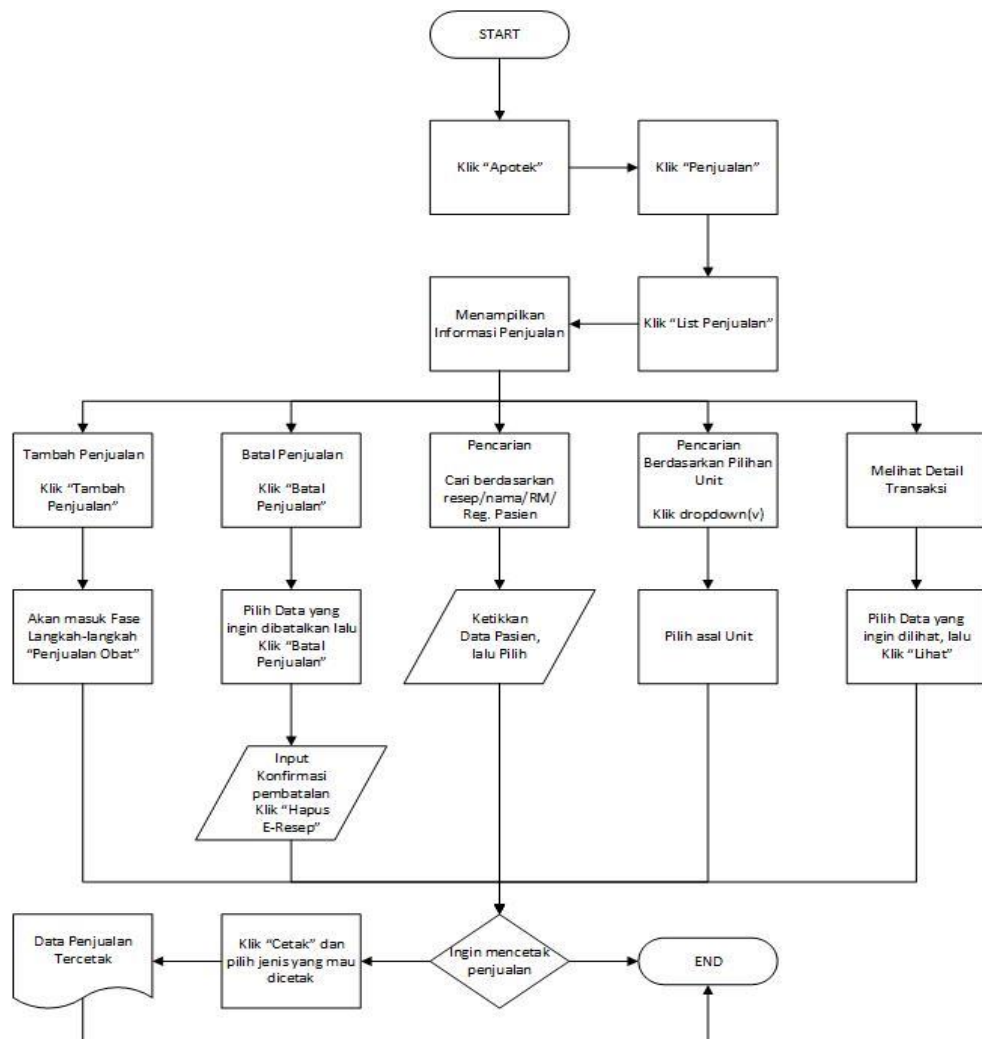 START
Klik “Apotek”
Klik “Penjualan”
Menampilkan
Informasi Penjualan
Klik “List Penjualan”
Tambah Penjualan
Klik “Tambah
Penjualan”
Batal Penjualan
Klik “Batal
Penjualan”
Pencarian
Cari berdasarkan
resep/nama/RM/
Reg. Pasien
Pencarian
Berdasarkan Pilihan
Unit
Klik dropdown(v)
Melihat Detail
Transaksi
Akan masuk Fase
Langkah-langkah
“Penjualan Obat”
Pilih Data yang
ingin dibatalkan lalu
Klik “Batal
Penjualan”
Ketikkan
Data Pasien,
lalu Pilih
Pilih asal Unit
Pilih Data yang
ingin dilihat, lalu
Klik “Lihat”
Input
Konfirmasi
pembatalan
Klik “Hapus
E-Resep”
Data Penjualan
Tercetak
Klik “Cetak” dan
pilih jenis yang mau
dicetak
Ingin mencetak
penjualan
END